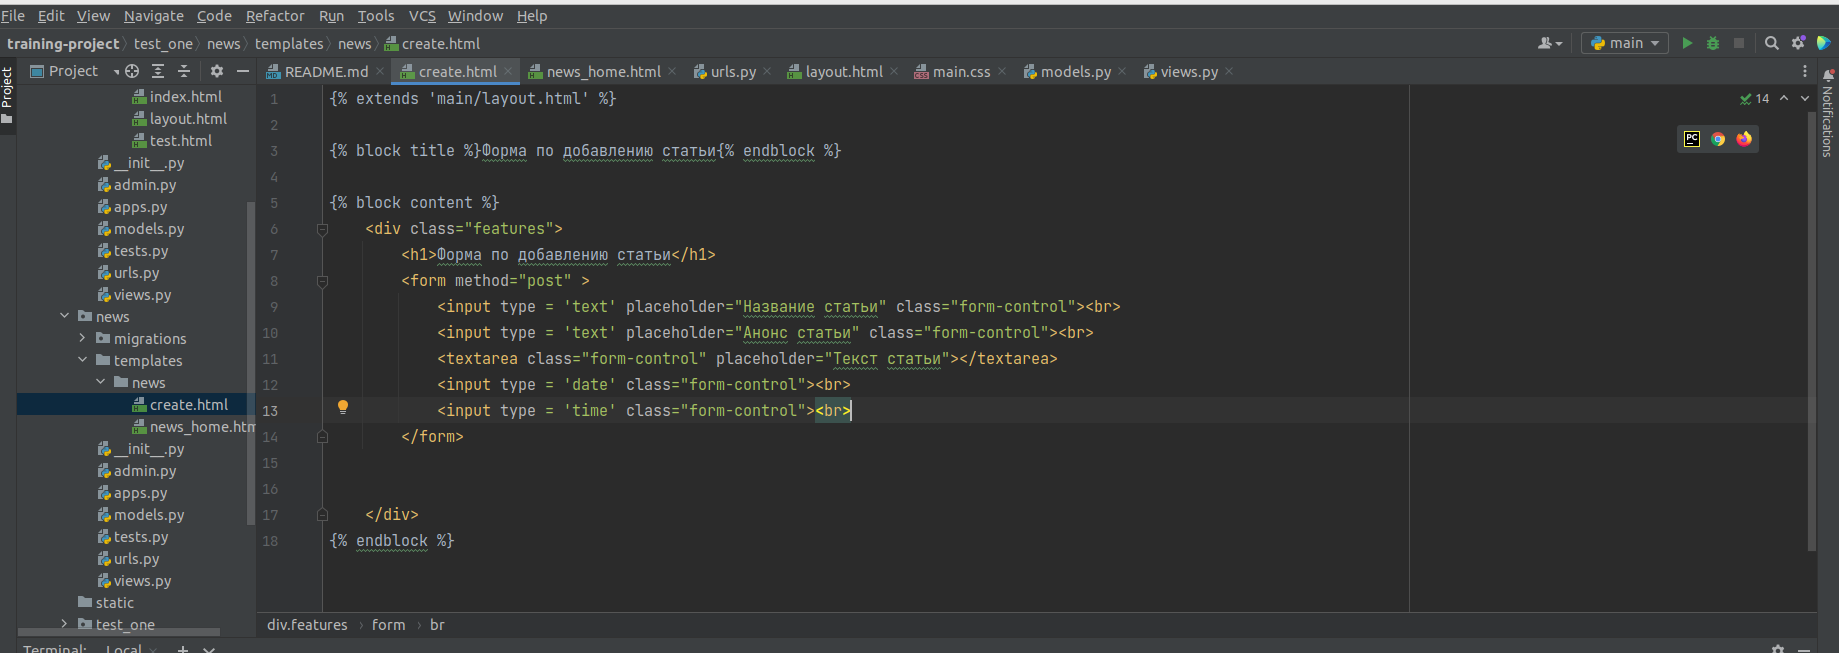 File Edit View Navigate Code Refactor Run Tools VCS Window Help
training-project test_one news templates news create.html
main
Project
README.md create.html news_home.html urls.py layout.html main.css models.py views.py
Project
Notifications
index.html
layout.html
test.html
__init__.py
admin.py
apps.py
models.py
tests.py
urls.py
views.py
news
migrations
templates
news
create.html
news_home.htm
__init__.py
admin.py
apps.py
models.py
tests.py
urls.py
views.py
static
test_one
14
PC
1 {% extends 'main/layout.html' %}
2
3 {% block title %}Форма по добавлению статьи{% endblock %}
4
5 {% block content %}
6 <div class="features">
7 <h1>Форма по добавлению статьи</h1>
8 <form method="post" >
9 <input type = 'text' placeholder="Название статьи" class="form-control"><br>
10 <input type = 'text' placeholder="Анонс статьи" class="form-control"><br>
11 <textarea class="form-control" placeholder="Текст статьи"></textarea>
12 <input type = 'date' class="form-control"><br>
13 <input type = 'time' class="form-control"><br>
14 </form>
15
16
17 </div>
18 {% endblock %}
div.features form br
Terminal: Local